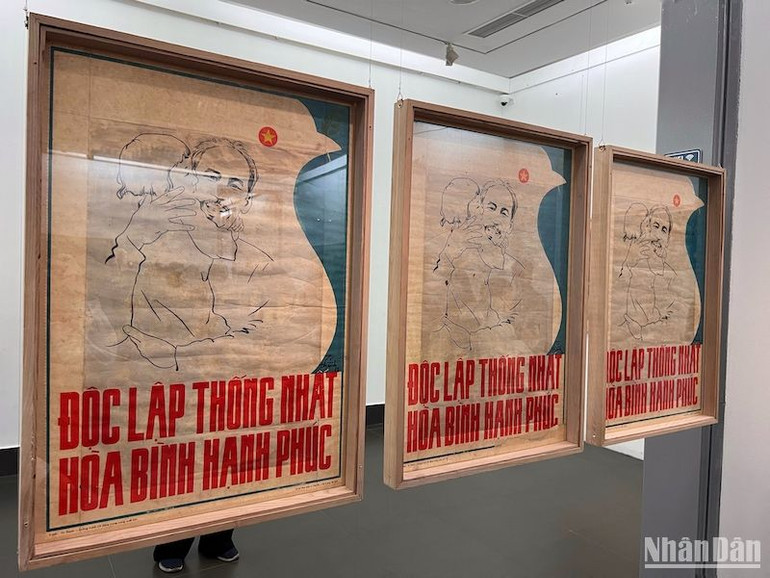 ĐỘC LẬP THỐNG NHẤT
HÒA BÌNH HẠNH PHÚC
ĐỘC LẬP THỐNG NHẤT
HÒA BÌNH HẠNH PHÚC
ĐỘC LẬP THỐNG NHẤT
HÒA BÌNH HẠNH PHÚC
NhânDân